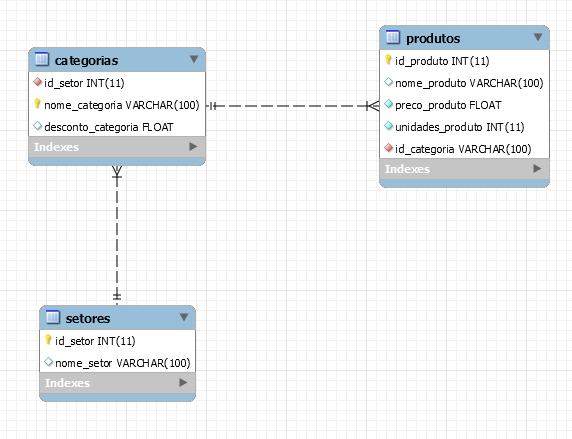 categorias
id_setor INT(11)
nome_categoria VARCHAR(100)
desconto_categoria FLOAT
Indexes
produtos
id_produto INT(11)
nome_produto VARCHAR(100)
preco_produto FLOAT
unidades_produto INT(11)
id_categoria VARCHAR(100)
Indexes
setores
id_setor INT(11)
nome_setor VARCHAR(100)
Indexes